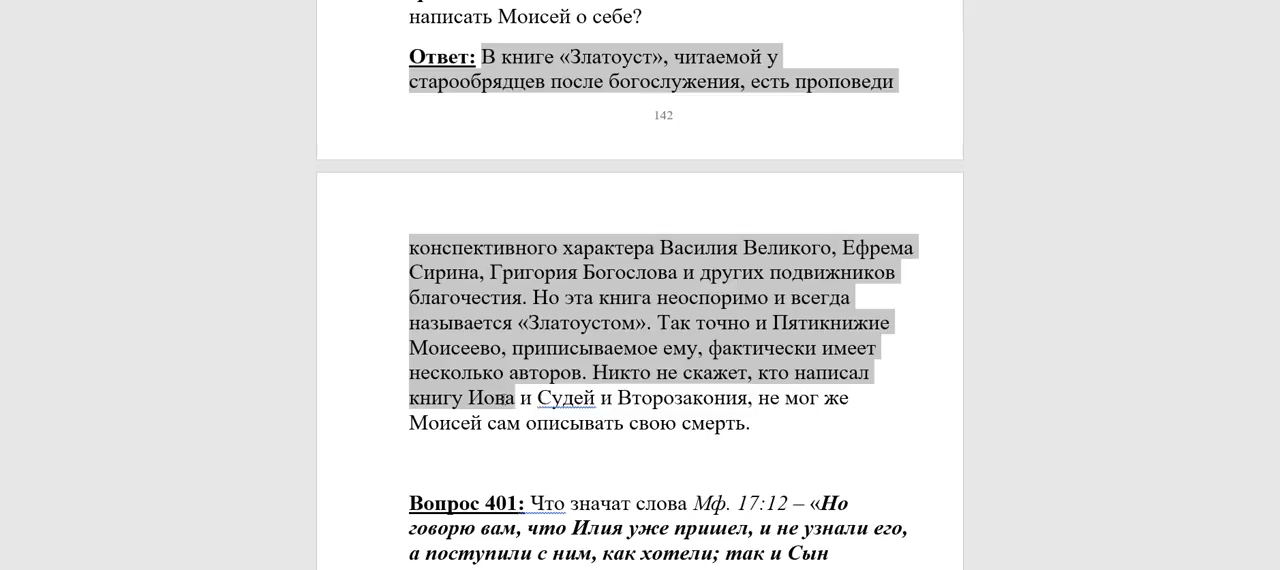 написать Моисей о себе?
Ответ: В книге «Златоуст», читаемой у
старообрядцев после богослужения, есть проповеди
142
конспективного характера Василия Великого, Ефрема
Сирина, Григория Богослова и других подвижников
благочестия. Но эта книга неоспоримо и всегда
называется «Златоустом». Так точно и Пятикнижие
Моисеево, приписываемое ему, фактически имеет
несколько авторов. Никто не скажет, кто написал
книгу Иова и Судей и Второзакония, не мог же
Моисей сам описывать свою смерть.
Вопрос 401: Что значат слова Мф. 17:12 – «Но
говорю вам, что Илия уже пришел, и не узнали его,
а поступили с ним, как хотели; так и Сын